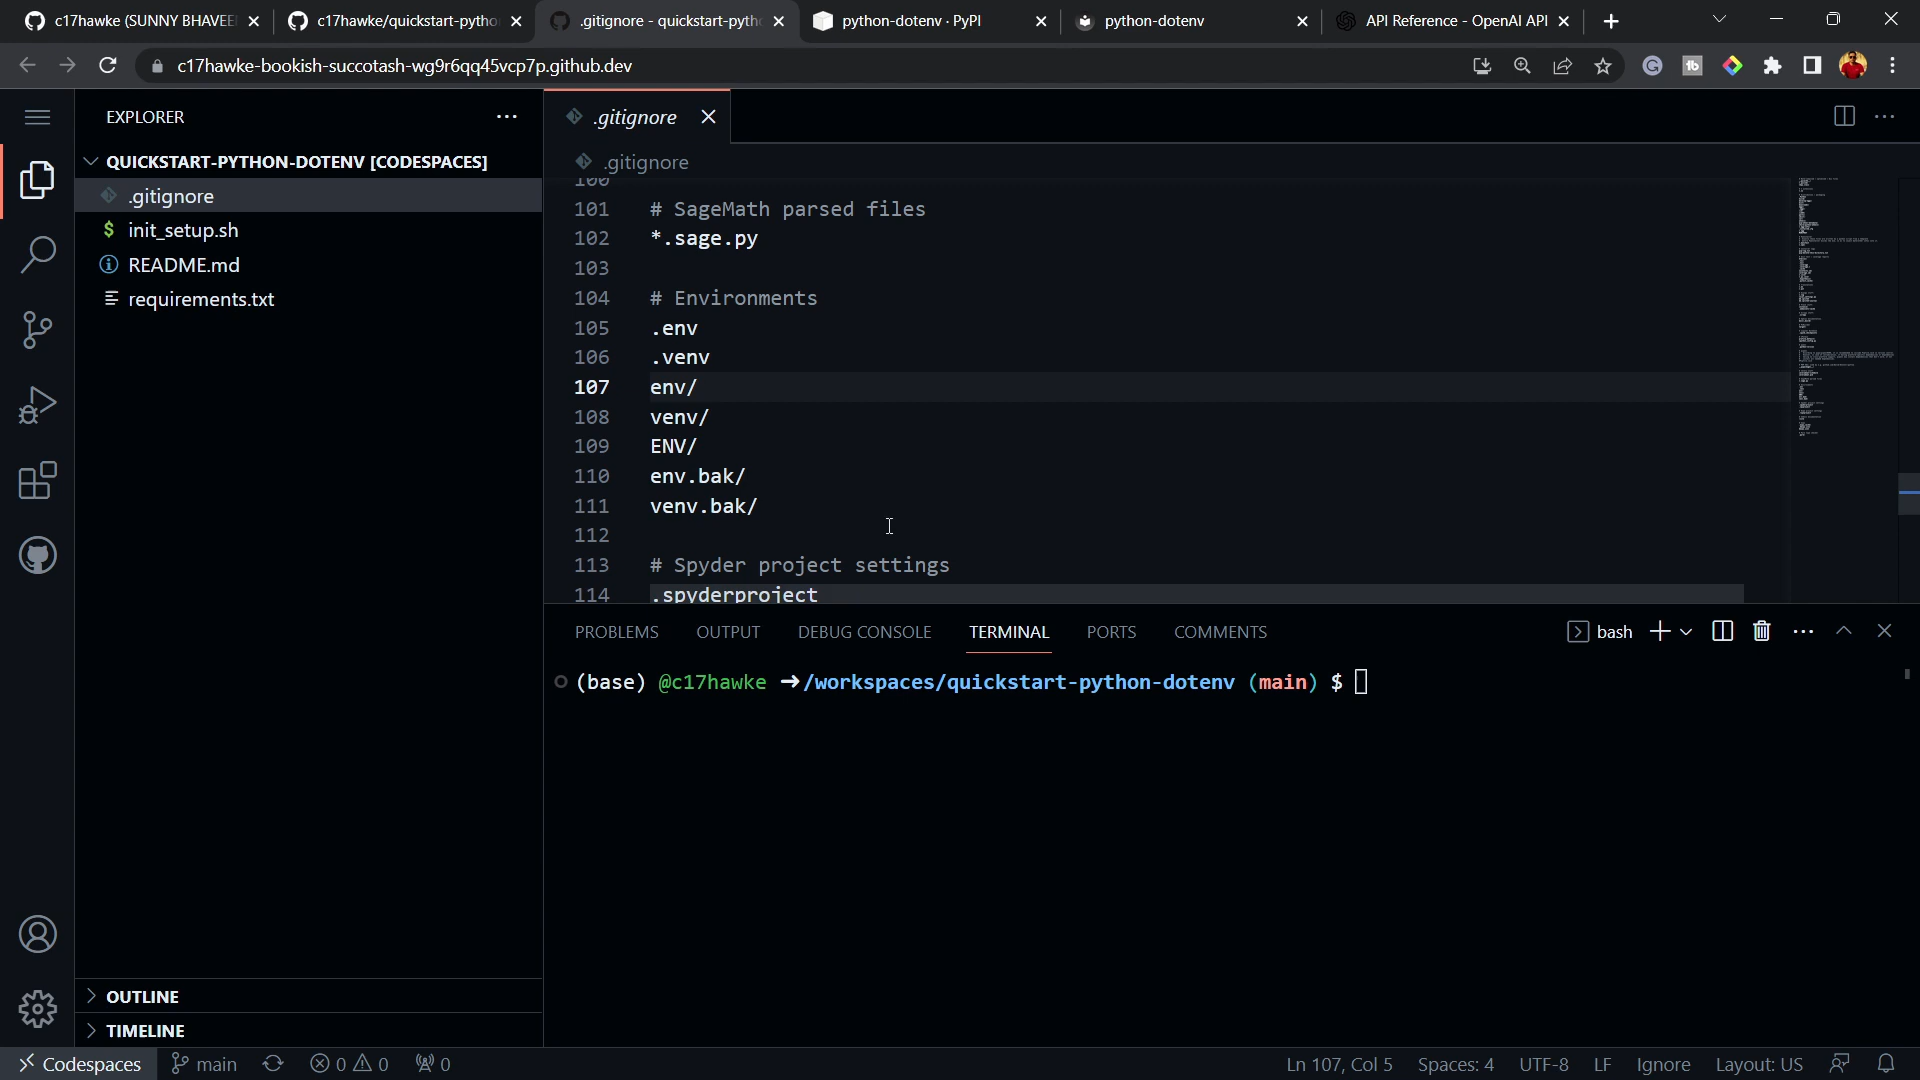 c17hawke (SUNNY BHAVEE
c17hawke/quickstart-pytho
.gitignore - quickstart-pyth
python-dotenv · PyPI
python-dotenv
API Reference - OpenAI API
c17hawke-bookish-succotash-wg9r6qq45vcp7p.github.dev
EXPLORER
QUICKSTART-PYTHON-DOTENV [CODESPACES]
.gitignore
init_setup.sh
README.md
requirements.txt
OUTLINE
TIMELINE
.gitignore
.gitignore
100
101 # SageMath parsed files
102 *.sage.py
103
104 # Environments
105 .env
106 .venv
107 env/
108 venv/
109 ENV/
110 env.bak/
111 venv.bak/
112
113 # Spyder project settings
114 .spyderproject
PROBLEMS OUTPUT DEBUG CONSOLE TERMINAL PORTS COMMENTS
bash
(base) @c17hawke ➜/workspaces/quickstart-python-dotenv (main) $
Codespaces main 0 0 0
Ln 107, Col 5 Spaces: 4 UTF-8 LF Ignore Layout: US